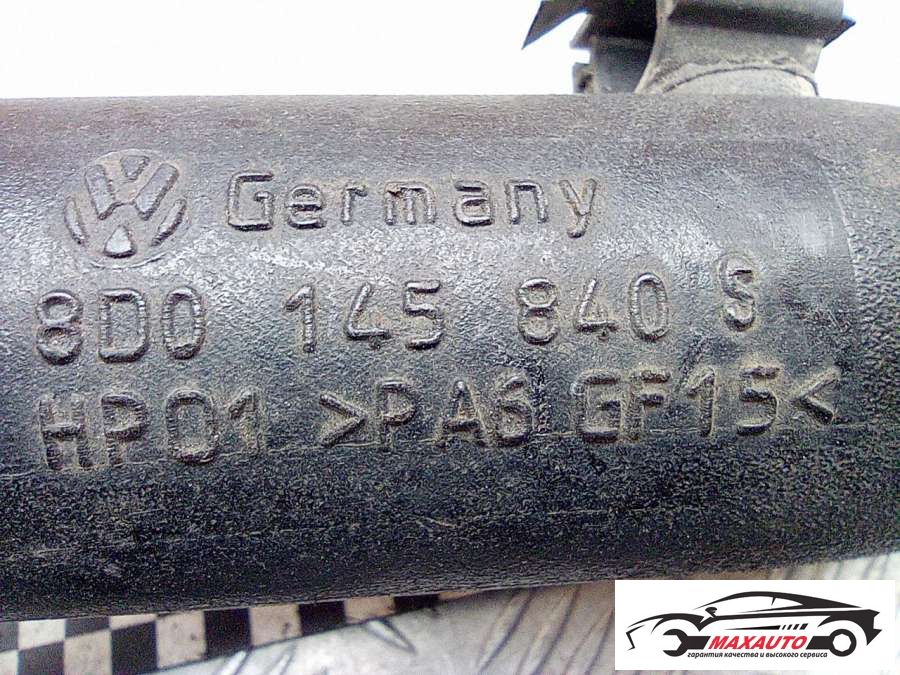 Germany
8D0 145 840 S
HP01 >PA6 GF15<
MAXAUTO
гарантия качества и высокого сервиса